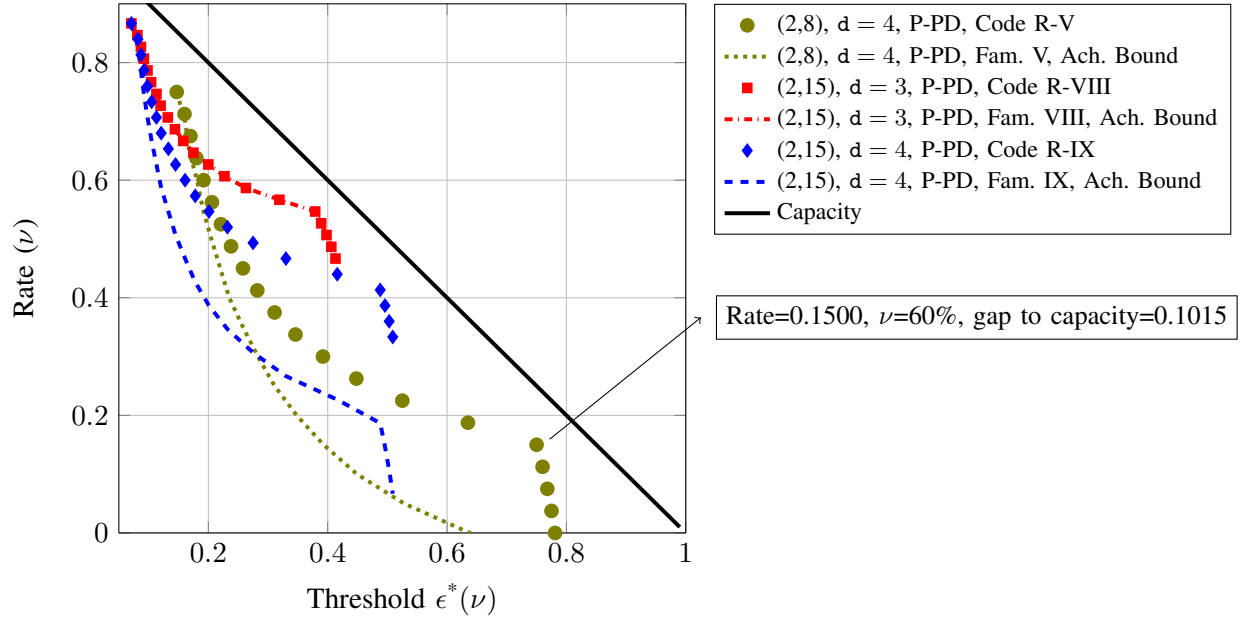 (2,8), d = 4, P-PD, Code R-V
(2,8), d = 4, P-PD, Fam. V, Ach. Bound
(2,15), d = 3, P-PD, Code R-VIII
(2,15), d = 3, P-PD, Fam. VIII, Ach. Bound
(2,15), d = 4, P-PD, Code R-IX
(2,15), d = 4, P-PD, Fam. IX, Ach. Bound
Capacity
Rate=0.1500, ν=60%, gap to capacity=0.1015
Rate (ν)
0.8
0.6
0.4
0.2
0
0.2 0.4 0.6 0.8 1
Threshold ϵ*(ν)